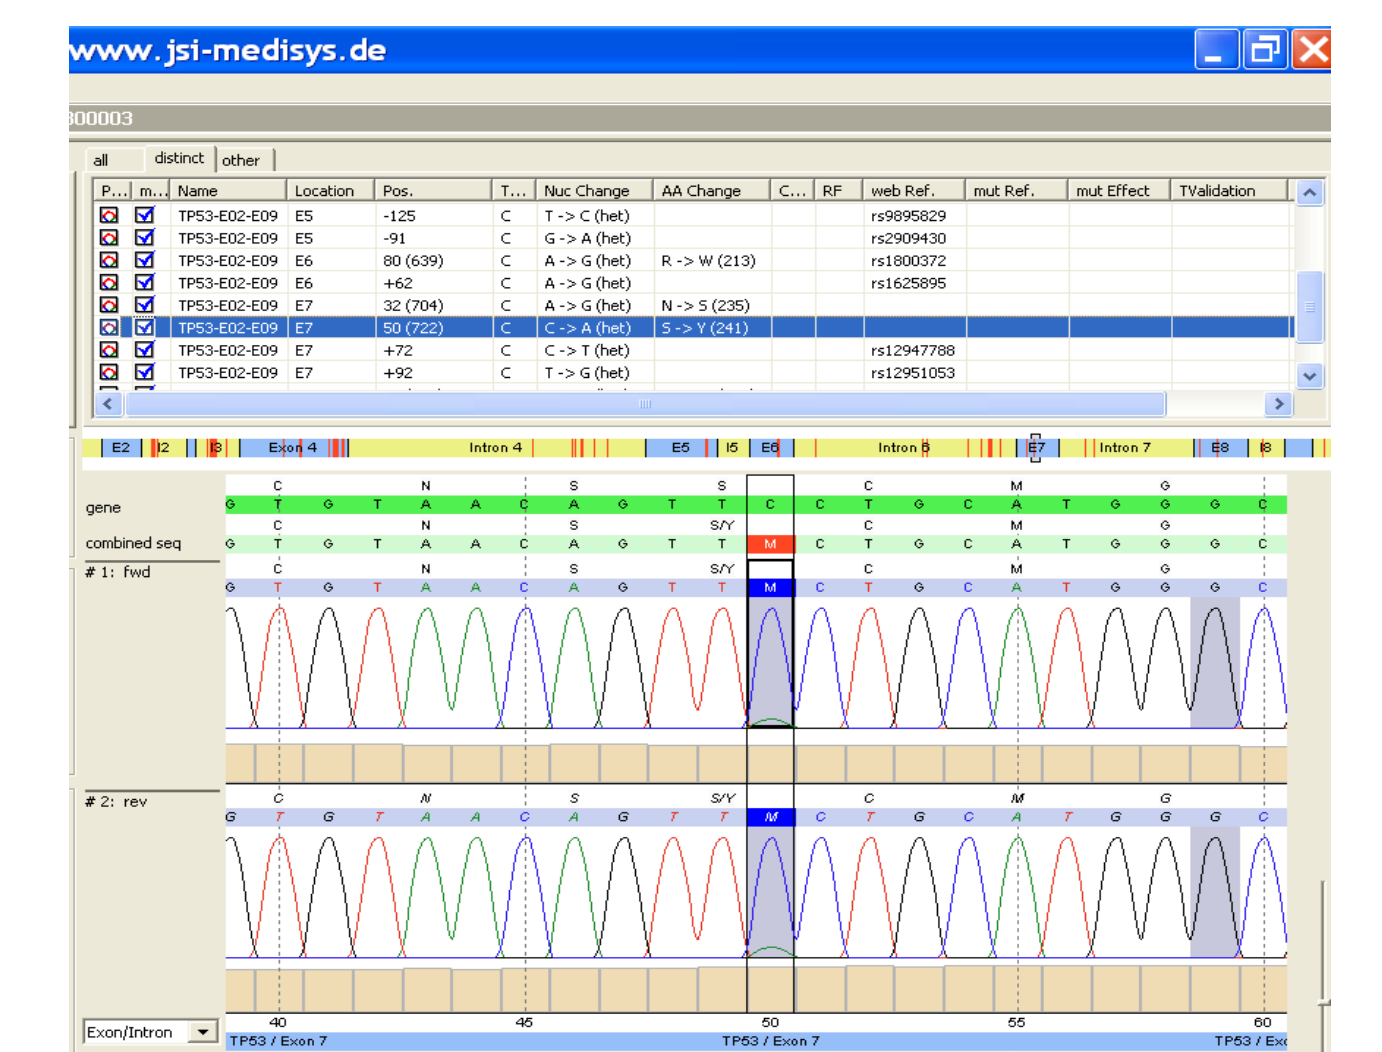 www.jsi-medisys.de
300003
all distinct other
P... m... Name Location Pos. T... Nuc Change AA Change C... RF web Ref. mut Ref. mut Effect TValidation
TP53-E02-E09 E5 -125 C T -> C (het) rs9895829
TP53-E02-E09 E5 -91 C G -> A (het) rs2909430
TP53-E02-E09 E6 80 (639) C A -> G (het) R -> W (213) rs1800372
TP53-E02-E09 E6 +62 C A -> G (het) rs1625895
TP53-E02-E09 E7 32 (704) C A -> G (het) N -> S (235)
TP53-E02-E09 E7 50 (722) C C -> A (het) S -> Y (241)
TP53-E02-E09 E7 +72 C C -> T (het) rs12947788
TP53-E02-E09 E7 +92 C T -> G (het) rs12951053
E2 I2 I3 Exon 4 Intron 4 E5 I5 E6 Intron 6 E7 Intron 7 E8 I8
C N S S C M G
gene G T G T A A C A G T T C C T G C A T G G G C
C N S S/Y C M G
combined seq G T G T A A C A G T T M C T G C A T G G G C
# 1: fwd C N S S/Y C M G
G T G T A A C A G T T M C T G C A T G G G C
# 2: rev C N S S/Y C M G
G T G T A A C A G T T M C T G C A T G G G C
40 45 50 55 60
Exon/Intron TP53 / Exon 7 TP53 / Exon 7 TP53 / Exo